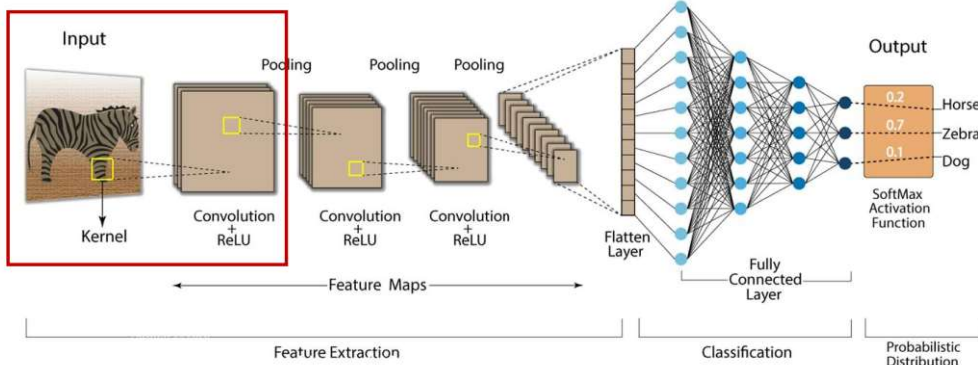 Input
Pooling
Pooling
Pooling
Output
0.2
Horse
0.7
Zebra
0.1
Dog
Kernel
Convolution
+
ReLU
Convolution
+
ReLU
Convolution
+
ReLU
Flatten
Layer
SoftMax
Activation
Function
Feature Maps
Fully
Connected
Layer
Feature Extraction
Classification
Probabilistic
Distribution